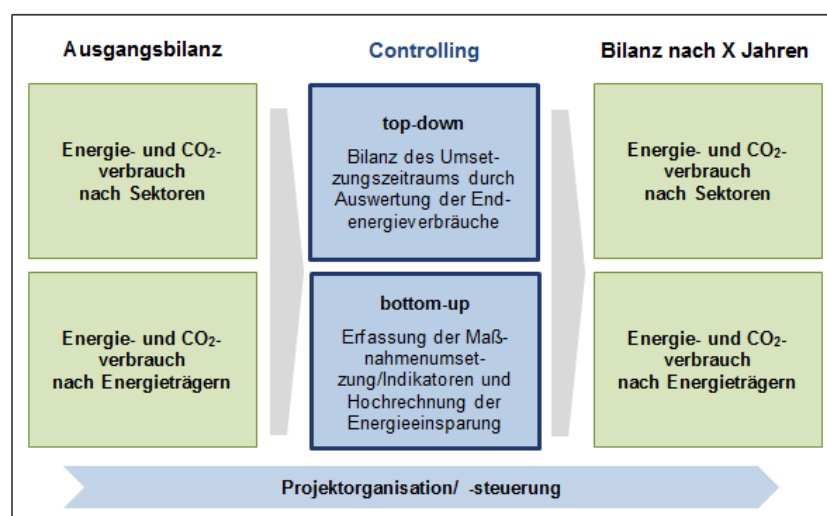 Ausgangsbilanz
Controlling
Bilanz nach X Jahren
Energie- und CO₂-
verbrauch
nach Sektoren
top-down
Bilanz des Umset-
zungszeitraums durch
Auswertung der End-
energieverbräuche
Energie- und CO₂-
verbrauch
nach Sektoren
Energie- und CO₂-
verbrauch
nach Energieträgern
bottom-up
Erfassung der Maß-
nahmenumset-
zung/Indikatoren und
Hochrechnung der
Energieeinsparung
Energie- und CO₂-
verbrauch
nach Energieträgern
Projektorganisation/ -steuerung